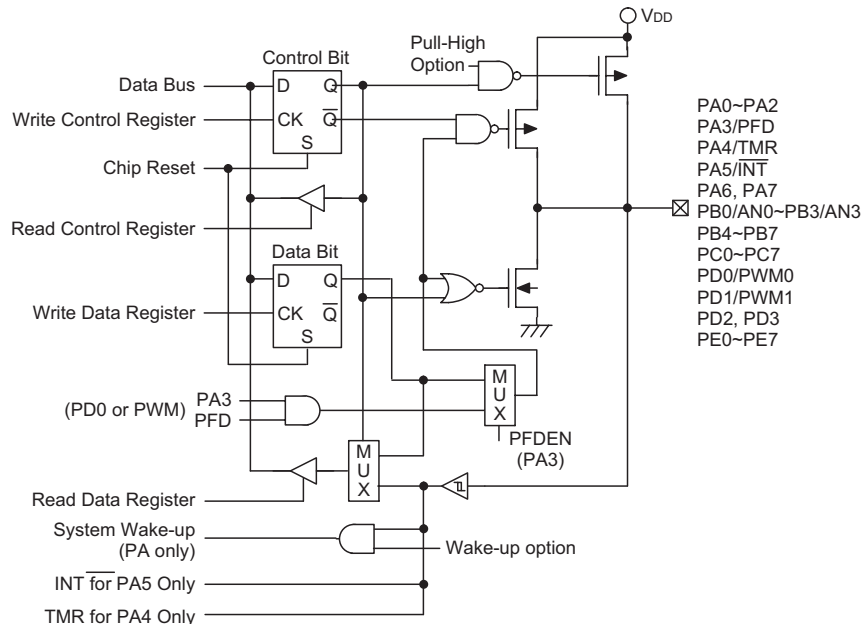 VDD
Pull-High
Option
Control Bit
Data Bus
D
Q
Write Control Register
CK
Q
S
Chip Reset
Read Control Register
Data Bit
D
Q
Write Data Register
CK
Q
S
PA0~PA2
PA3/PFD
PA4/TMR
PA5/INT
PA6, PA7
PB0/AN0~PB3/AN3
PB4~PB7
PC0~PC7
PD0/PWM0
PD1/PWM1
PD2, PD3
PE0~PE7
M
U
X
(PD0 or PWM)
PA3
PFD
PFDEN
(PA3)
M
U
X
Read Data Register
System Wake-up
(PA only)
Wake-up option
INT for PA5 Only
TMR for PA4 Only